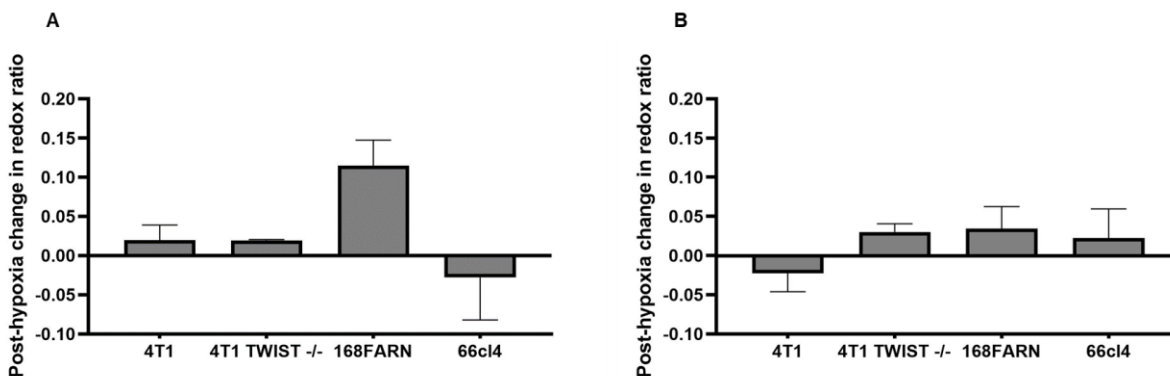 A
Post-hypoxia change in redox ratio
0.20
0.15
0.10
0.05
0.00
-0.05
-0.10
4T1
4T1 TWIST -/-
168FARN
66cl4
B
Post-hypoxia change in redox ratio
0.20
0.15
0.10
0.05
0.00
-0.05
-0.10
4T1
4T1 TWIST -/-
168FARN
66cl4